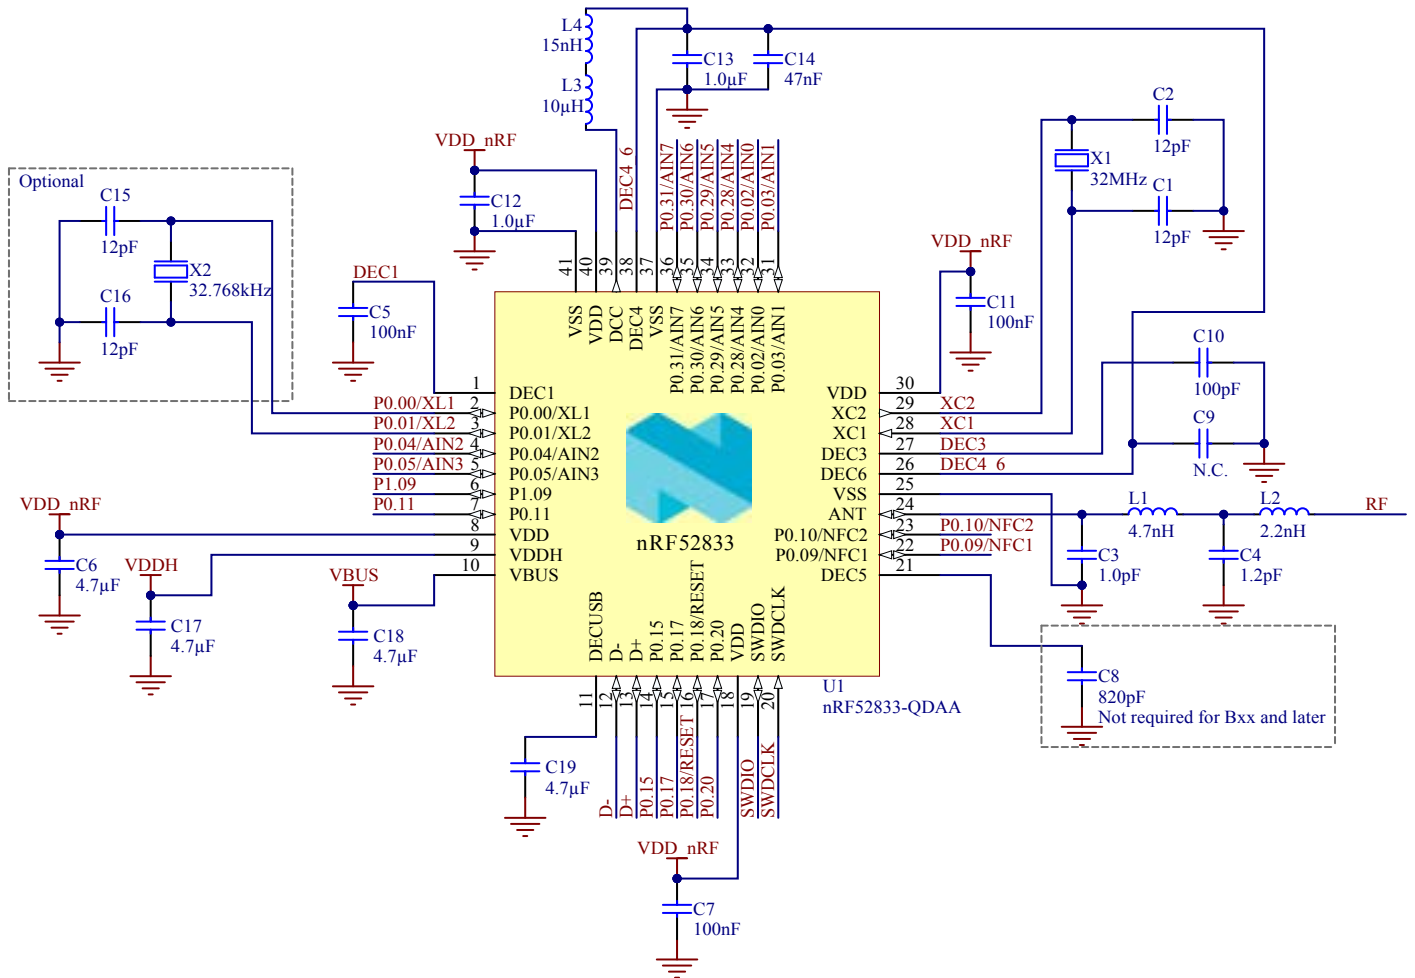 L4
15nH
L3
10µH
C13
1.0µF
C14
47nF
C2
12pF
X1
32MHz
C1
12pF
VDD_nRF
C12
1.0µF
DEC4_6
P0.31/AIN7
P0.30/AIN6
P0.29/AIN5
P0.28/AIN4
P0.02/AIN0
P0.03/AIN1
Optional
C15
12pF
X2
32.768kHz
C16
12pF
DEC1
C5
100nF
VDD_nRF
C11
100nF
C10
100pF
C9
N.C.
41
40
39
38
37
36
35
34
33
32
31
VSS
VDD
DCC
DEC4
VSS
P0.31/AIN7
P0.30/AIN6
P0.29/AIN5
P0.28/AIN4
P0.02/AIN0
P0.03/AIN1
1 DEC1
P0.00/XL1 2 P0.00/XL1
P0.01/XL2 3 P0.01/XL2
P0.04/AIN2 4 P0.04/AIN2
P0.05/AIN3 5 P0.05/AIN3
P1.09 6 P1.09
P0.11 7 P0.11
8 VDD
9 VDDH
10 VBUS
VDD 30
XC2 29 XC2
XC1 28 XC1
DEC3 27 DEC3
DEC6 26 DEC4_6
VSS 25
ANT 24
P0.10/NFC2 23 P0.10/NFC2
P0.09/NFC1 22 P0.09/NFC1
DEC5 21
nRF52833
VDD_nRF
C6
4.7µF
VDDH
C17
4.7µF
VBUS
C18
4.7µF
L1
4.7nH
L2
2.2nH
RF
C3
1.0pF
C4
1.2pF
C8
820pF
Not required for Bxx and later
DECUSB
D-
D+
P0.15
P0.17
P0.18/RESET
P0.20
VDD
SWDIO
SWDCLK
U1
nRF52833-QDAA
11
12
13
14
15
16
17
18
19
20
C19
4.7µF
D-
D+
P0.15
P0.17
P0.18/RESET
P0.20
SWDIO
SWDCLK
VDD_nRF
C7
100nF